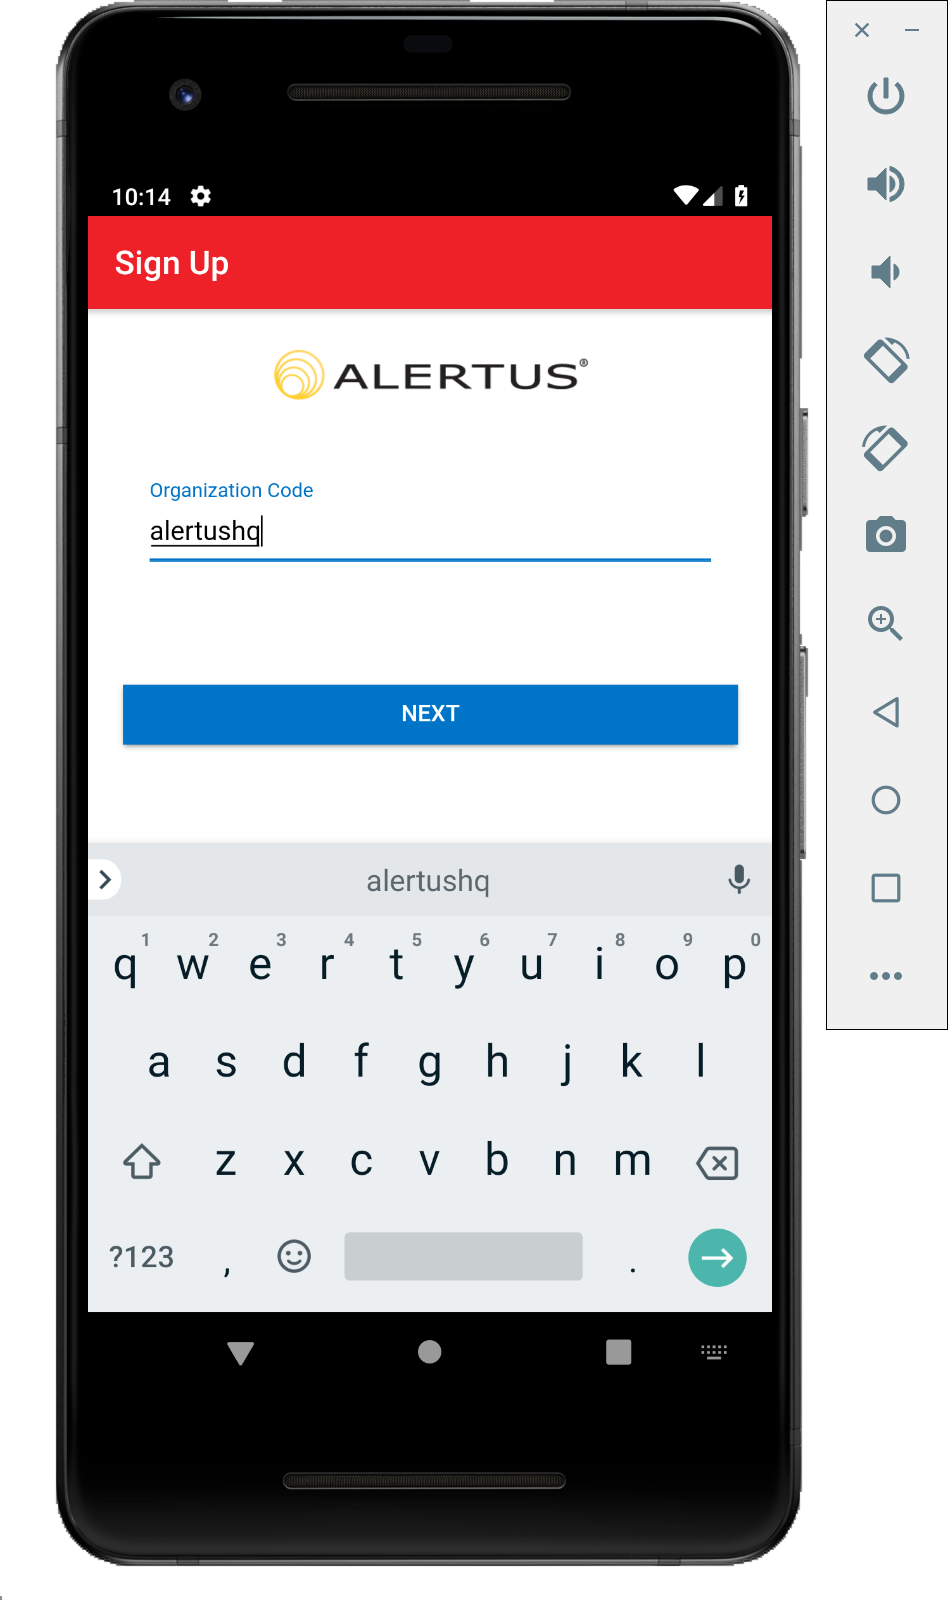 10:14
Sign Up
ALERTUS®
Organization Code
alertushq
NEXT
alertushq
1 2 3 4 5 6 7 8 9 0
q w e r t y u i o p
a s d f g h j k l
z x c v b n m
?123 , .